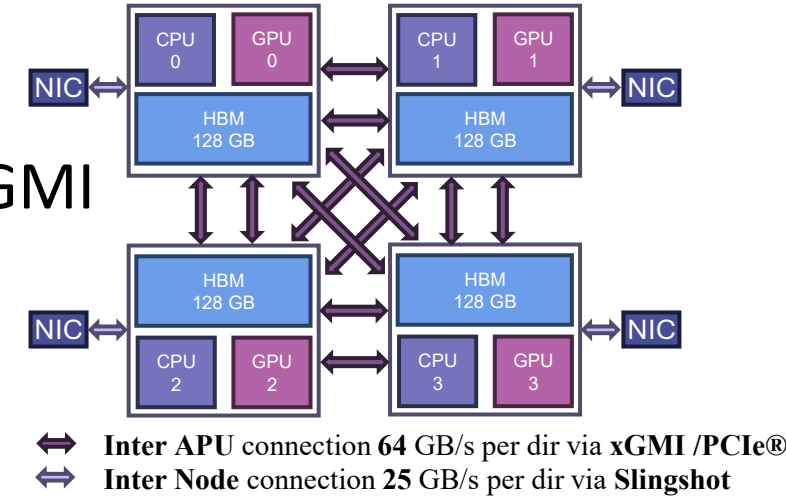 CPU
0
GPU
0
CPU
1
GPU
1
NIC
NIC
HBM
128 GB
HBM
128 GB
GMI
HBM
128 GB
HBM
128 GB
NIC
NIC
CPU
2
GPU
2
CPU
3
GPU
3
Inter APU connection 64 GB/s per dir via xGMI /PCIe®
Inter Node connection 25 GB/s per dir via Slingshot